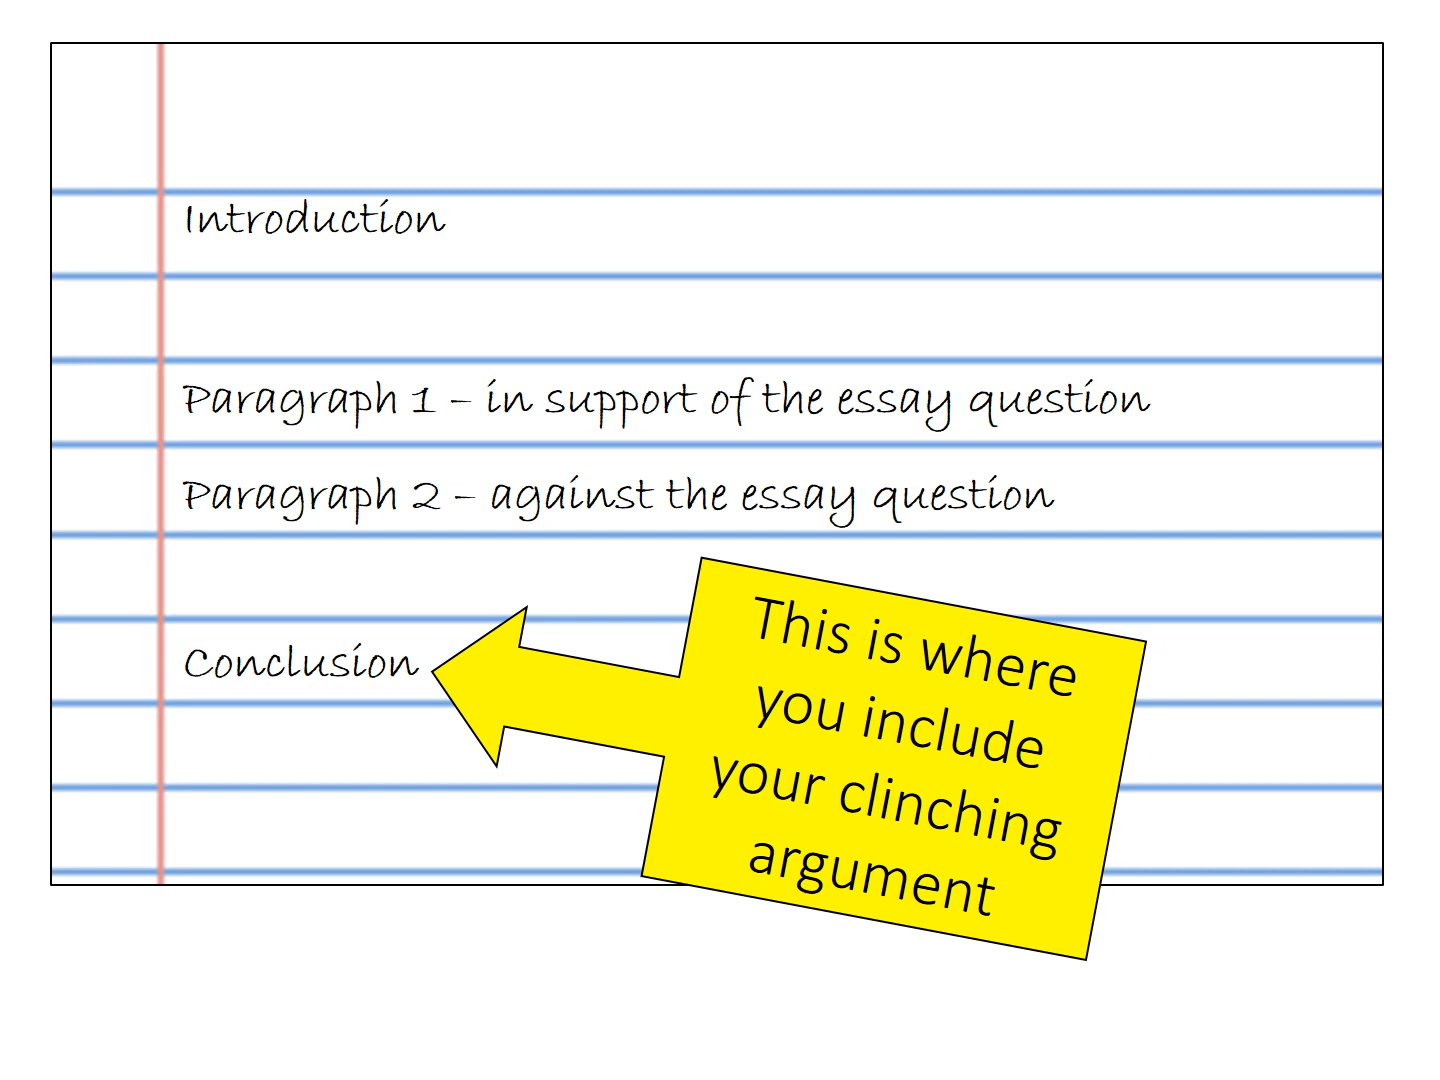 Introduction
Paragraph 1 – in support of the essay question
Paragraph 2 – against the essay question
Conclusion
This is where
you include
your clinching
argument